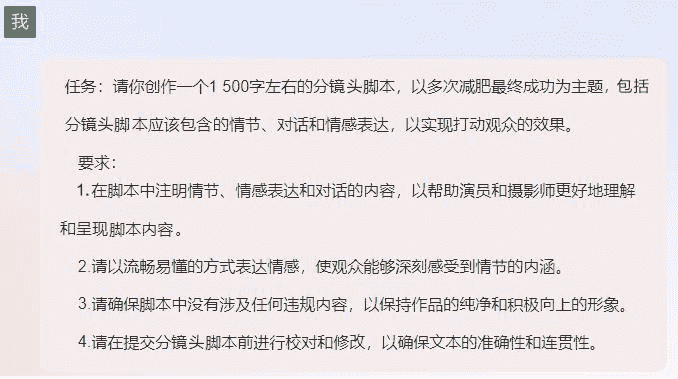 我
任务：请你创作一个1 500字左右的分镜头脚本，以多次减肥最终成功为主题，包括
分镜头脚本应该包含的情节、对话和情感表达，以实现打动观众的效果。
要求：
1.在脚本中注明情节、情感表达和对话的内容，以帮助演员和摄影师更好地理解
和呈现脚本内容。
2.请以流畅易懂的方式表达情感，使观众能够深刻感受到情节的内涵。
3.请确保脚本中没有涉及任何违规内容，以保持作品的纯净和积极向上的形象。
4.请在提交分镜头脚本前进行校对和修改，以确保文本的准确性和连贯性。